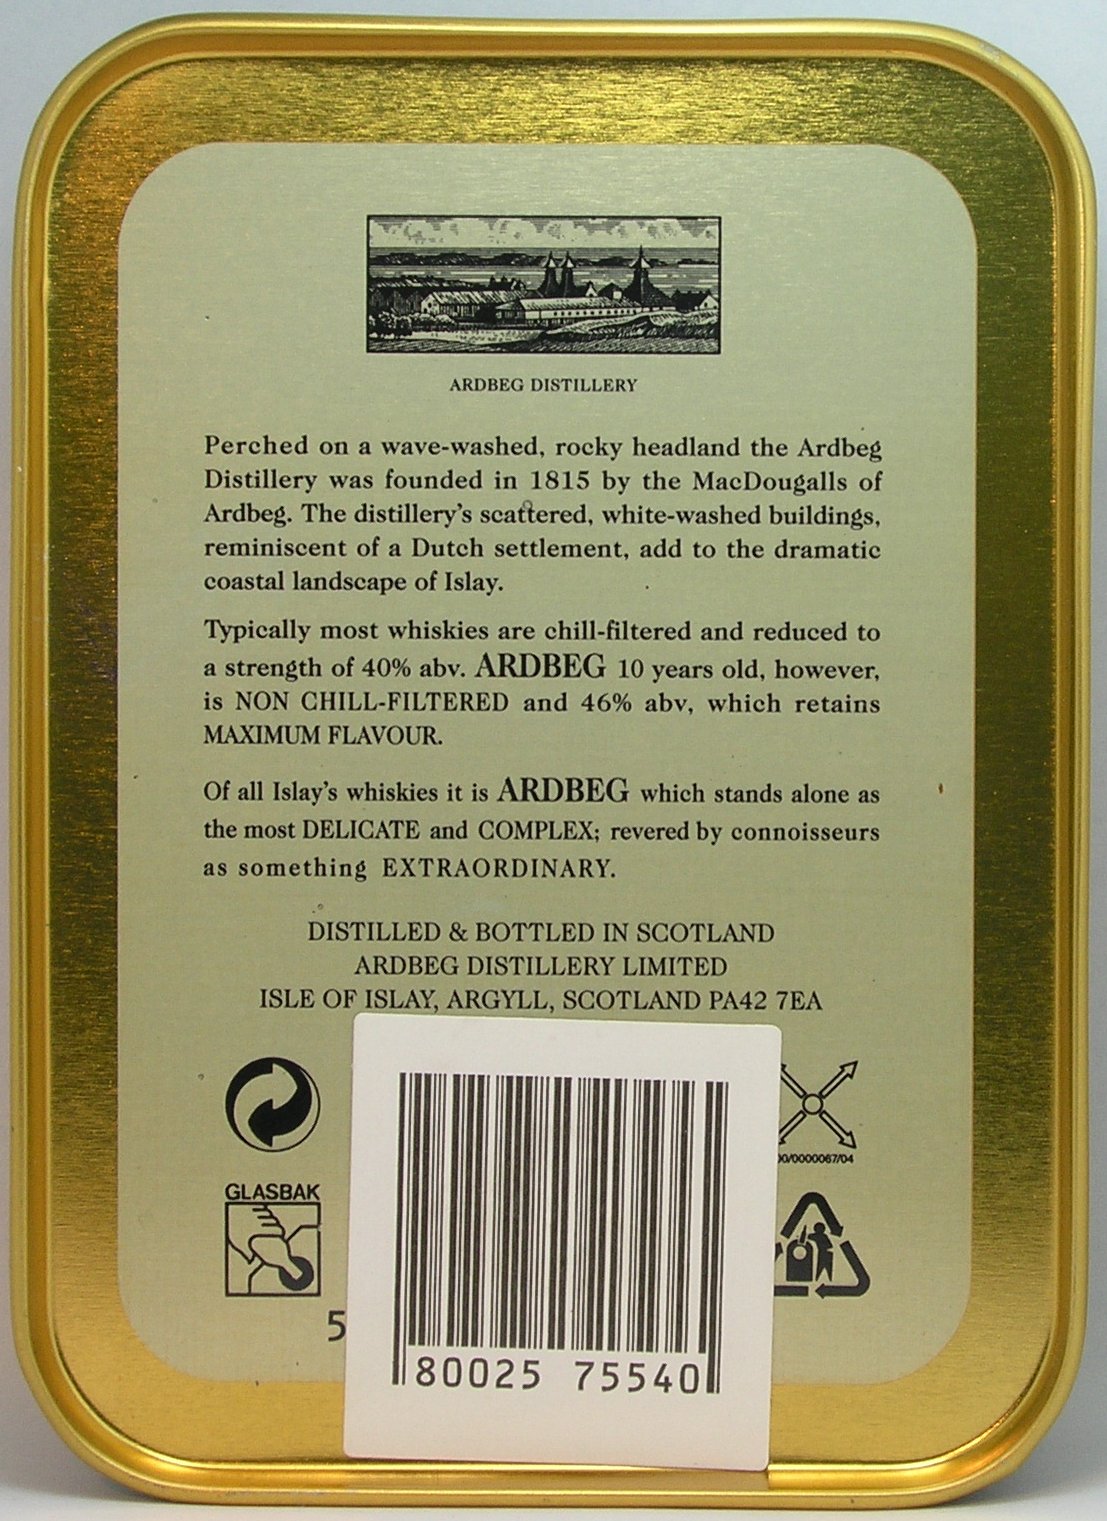 ARDBEG DISTILLERY
Perched on a wave-washed, rocky headland the Ardbeg
Distillery was founded in 1815 by the MacDougalls of
Ardbeg. The distillery's scattered, white-washed buildings,
reminiscent of a Dutch settlement, add to the dramatic
coastal landscape of Islay.
Typically most whiskies are chill-filtered and reduced to
a strength of 40% abv. ARDBEG 10 years old, however,
is NON CHILL-FILTERED and 46% abv, which retains
MAXIMUM FLAVOUR.
Of all Islay's whiskies it is ARDBEG which stands alone as
the most DELICATE and COMPLEX; revered by connoisseurs
as something EXTRAORDINARY.
DISTILLED & BOTTLED IN SCOTLAND
ARDBEG DISTILLERY LIMITED
ISLE OF ISLAY, ARGYLL, SCOTLAND PA42 7EA
0/0000067/04
GLASBAK
5
80025 75540